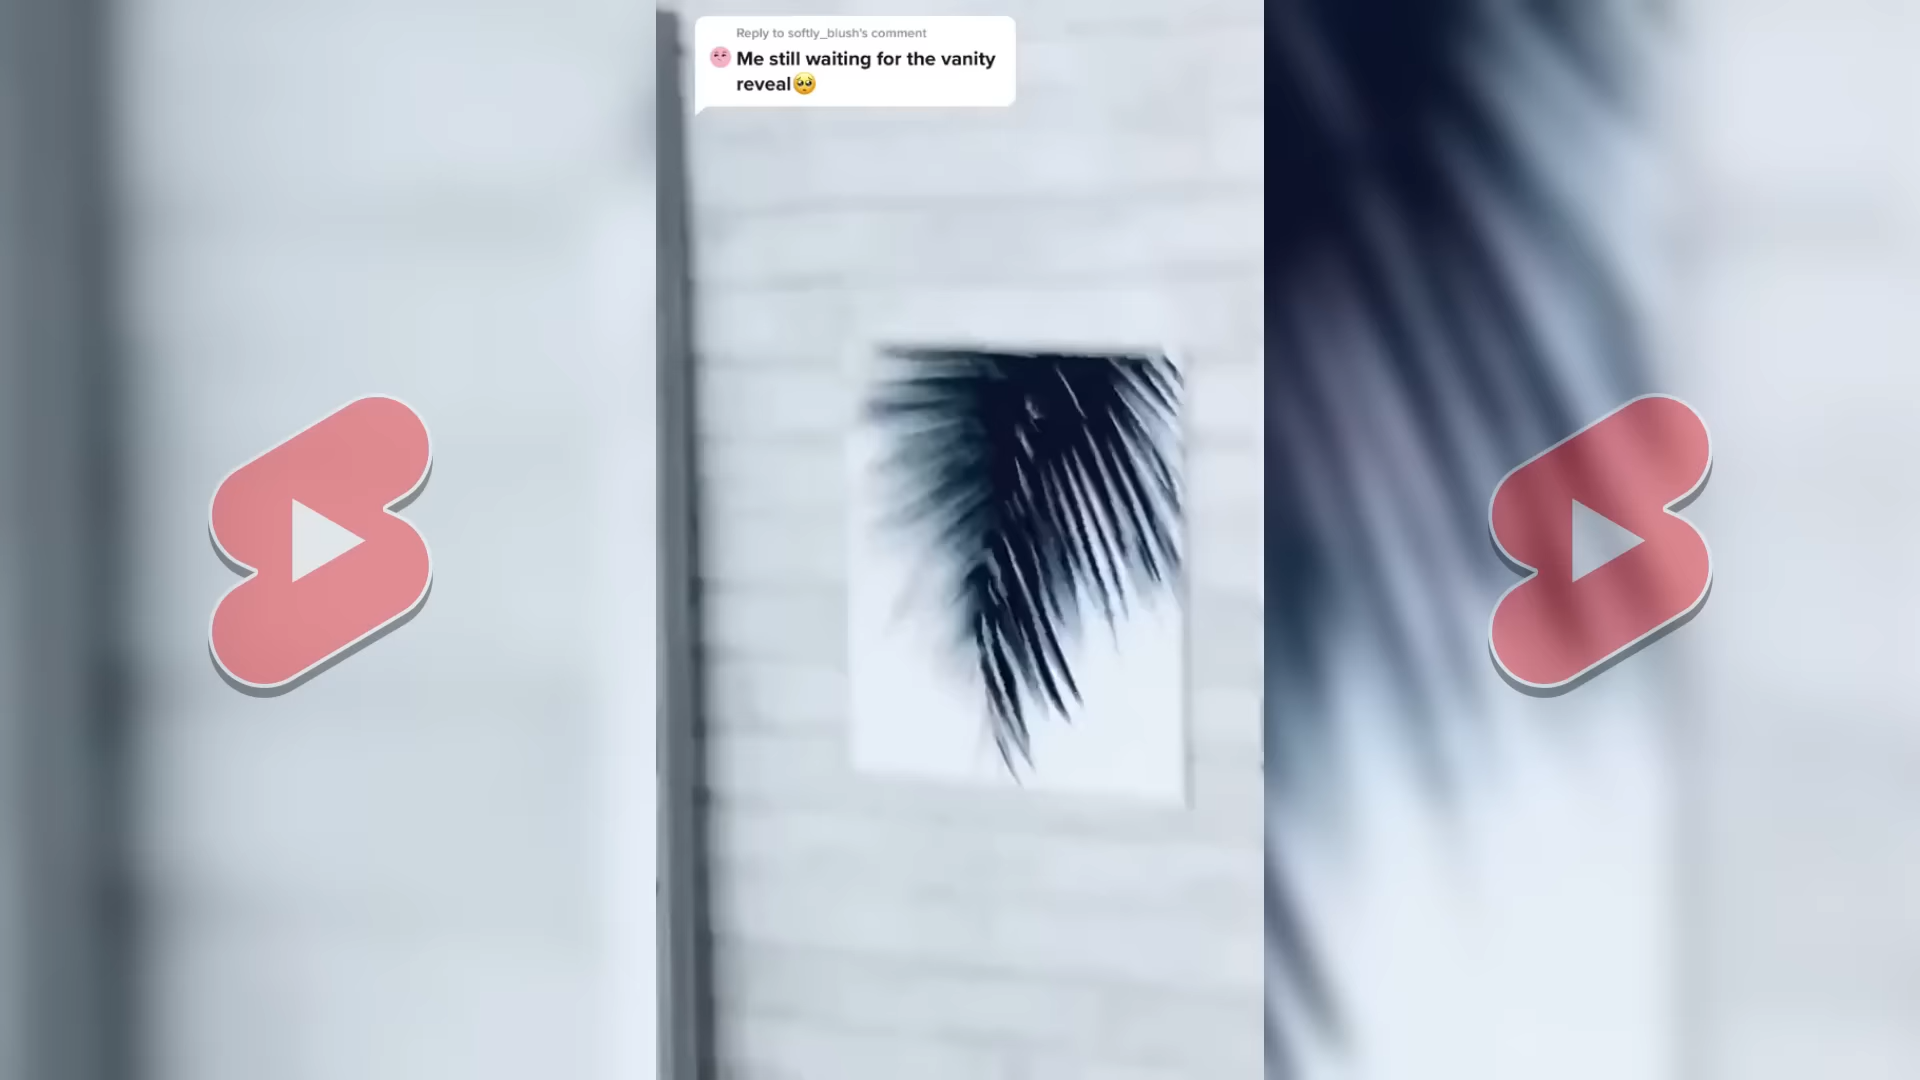 Reply to softly_blush's comment
Me still waiting for the vanity
reveal🥺